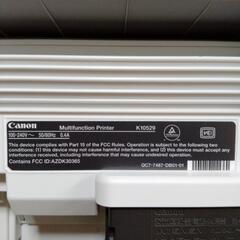 Canon Multifunction Printer K10529
100-240V~ 50/60Hz 0.4A
This device complies with Part 15 of the FCC Rules. Operation is subject to the following two conditions:(1)
this device may not cause harmful interference, and (2) this device must accept any interference
received, including interference that may cause undesired operation.
Contains FCC ID:AZDK30365
QC7-7487-DB01-01